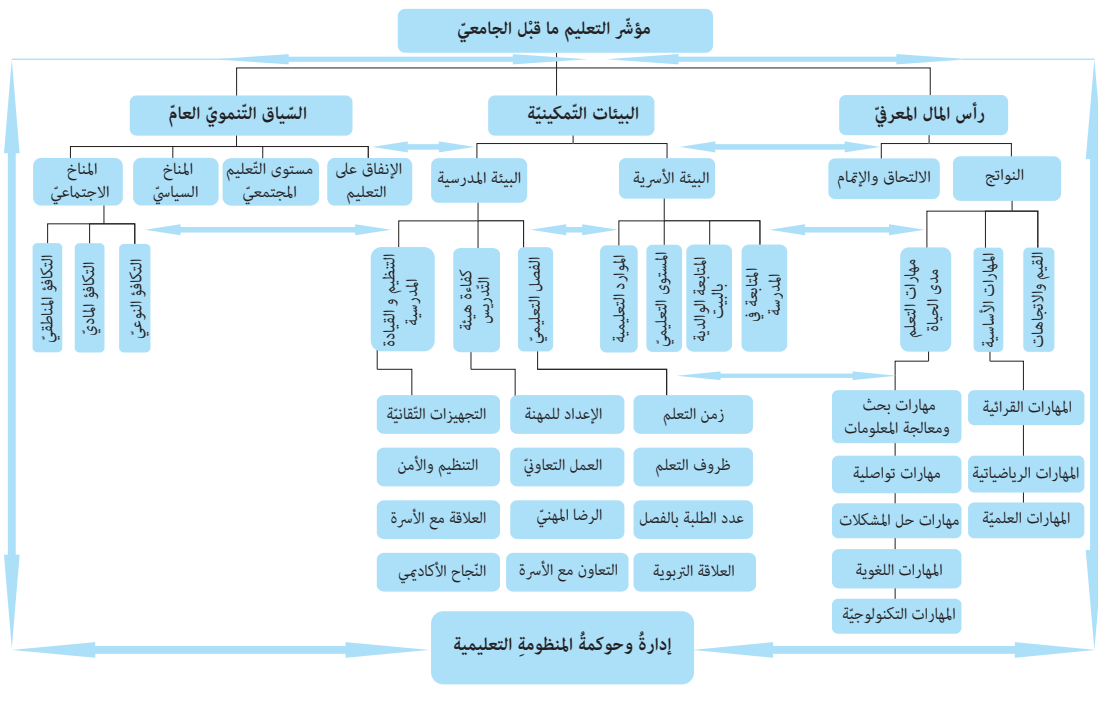 مؤشّر التعليم ما قبْل الجامعيّ
رأس المال المعرفيّ
البيئات التّمكينيّة
السّياق التّنمويّ العامّ
النواتج
الالتحاق والإتمام
البيئة الأسرية
البيئة المدرسية
الإنفاق على
التعليم
مستوى التّعليم
المجتمعيّ
المناخ
السياسيّ
المناخ
الاجتماعيّ
القيم والاتجاهات
المهارات الأساسية
مهارات التعلم
مدى الحياة
المتابعة في
المدرسة
المتابعة الوالدية
بالبيت
المستوى التعليميّ
الموارد التعليمية
الفصل التعليميّ
كفاءة هيئة
التّدريس
التنظيم و القيادة
المدرسية
التكافؤ النوعيّ
التكافؤ الماديّ
التكافؤ المناطقيّ
المهارات القرائية
المهارات الرياضياتية
المهارات العلميّة
مهارات بحث
ومعالجة المعلومات
مهارات تواصلية
مهارات حل المشكلات
المهارات اللغوية
المهارات التكنولوجيّة
زمن التعلم
ظروف التعلم
عدد الطلبة بالفصل
العلاقة التربوية
الإعداد للمهنة
العمل التعاونيّ
الرضا المهنيّ
التعاون مع الأسرة
التجهيزات التّقانيّة
التنظيم والأمن
العلاقة مع الأسرة
النّجاح الأكاديمي
إدارةُ وحوكمةُ المنظومةِ التعليمية